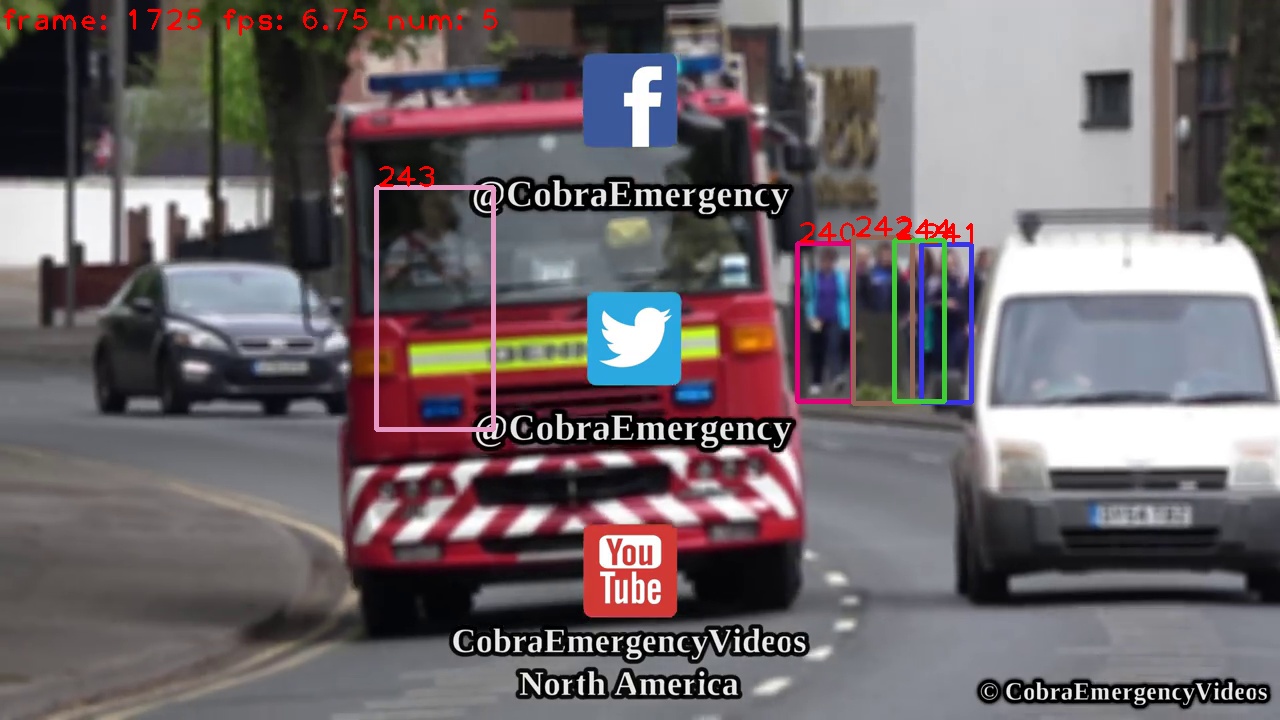 frame: 1725 fps: 6.75 num: 5
243
@CobraEmergency
240
242
244
241
@CobraEmergency
You
Tube
CobraEmergencyVideos
North America
© CobraEmergencyVideos